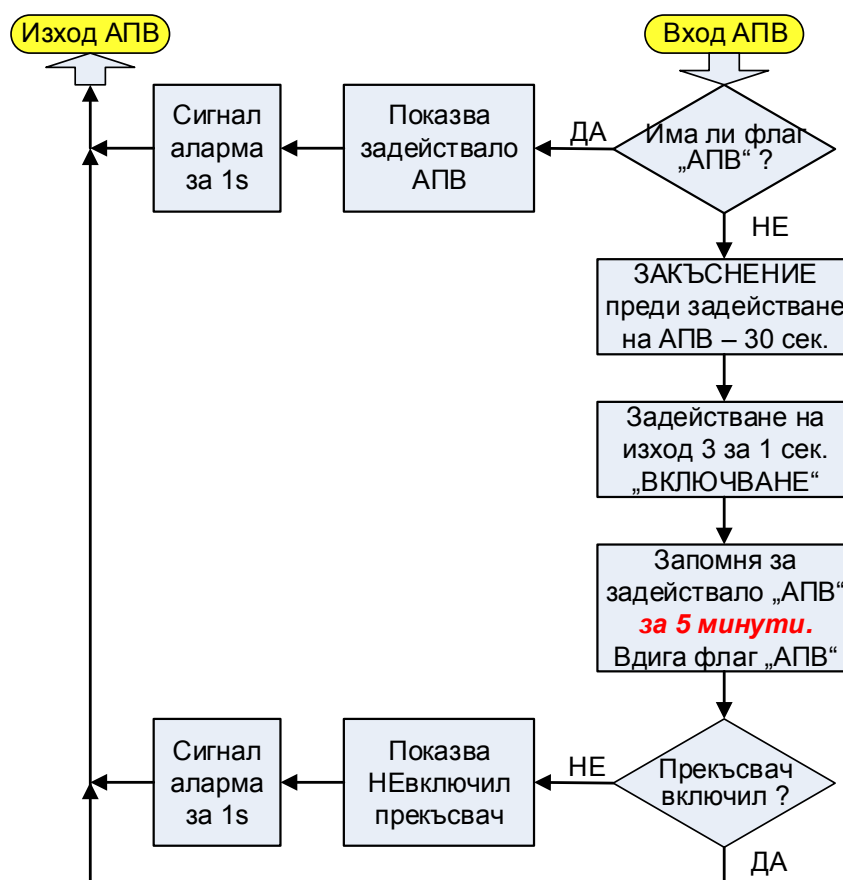 Изход АПВ
Вход АПВ
Сигнал
аларма
за 1s
Показва
задействало
АПВ
ДА
Има ли флаг
„АПВ“ ?
НЕ
ЗАКЪСНЕНИЕ
преди задействане
на АПВ – 30 сек.
Задействане на
изход 3 за 1 сек.
„ВКЛЮЧВАНЕ“
Запомня за
задействало „АПВ“
за 5 минути.
Вдига флаг „АПВ“
Сигнал
аларма
за 1s
Показва
НЕвключил
прекъсвач
НЕ
Прекъсвач
включил ?
ДА